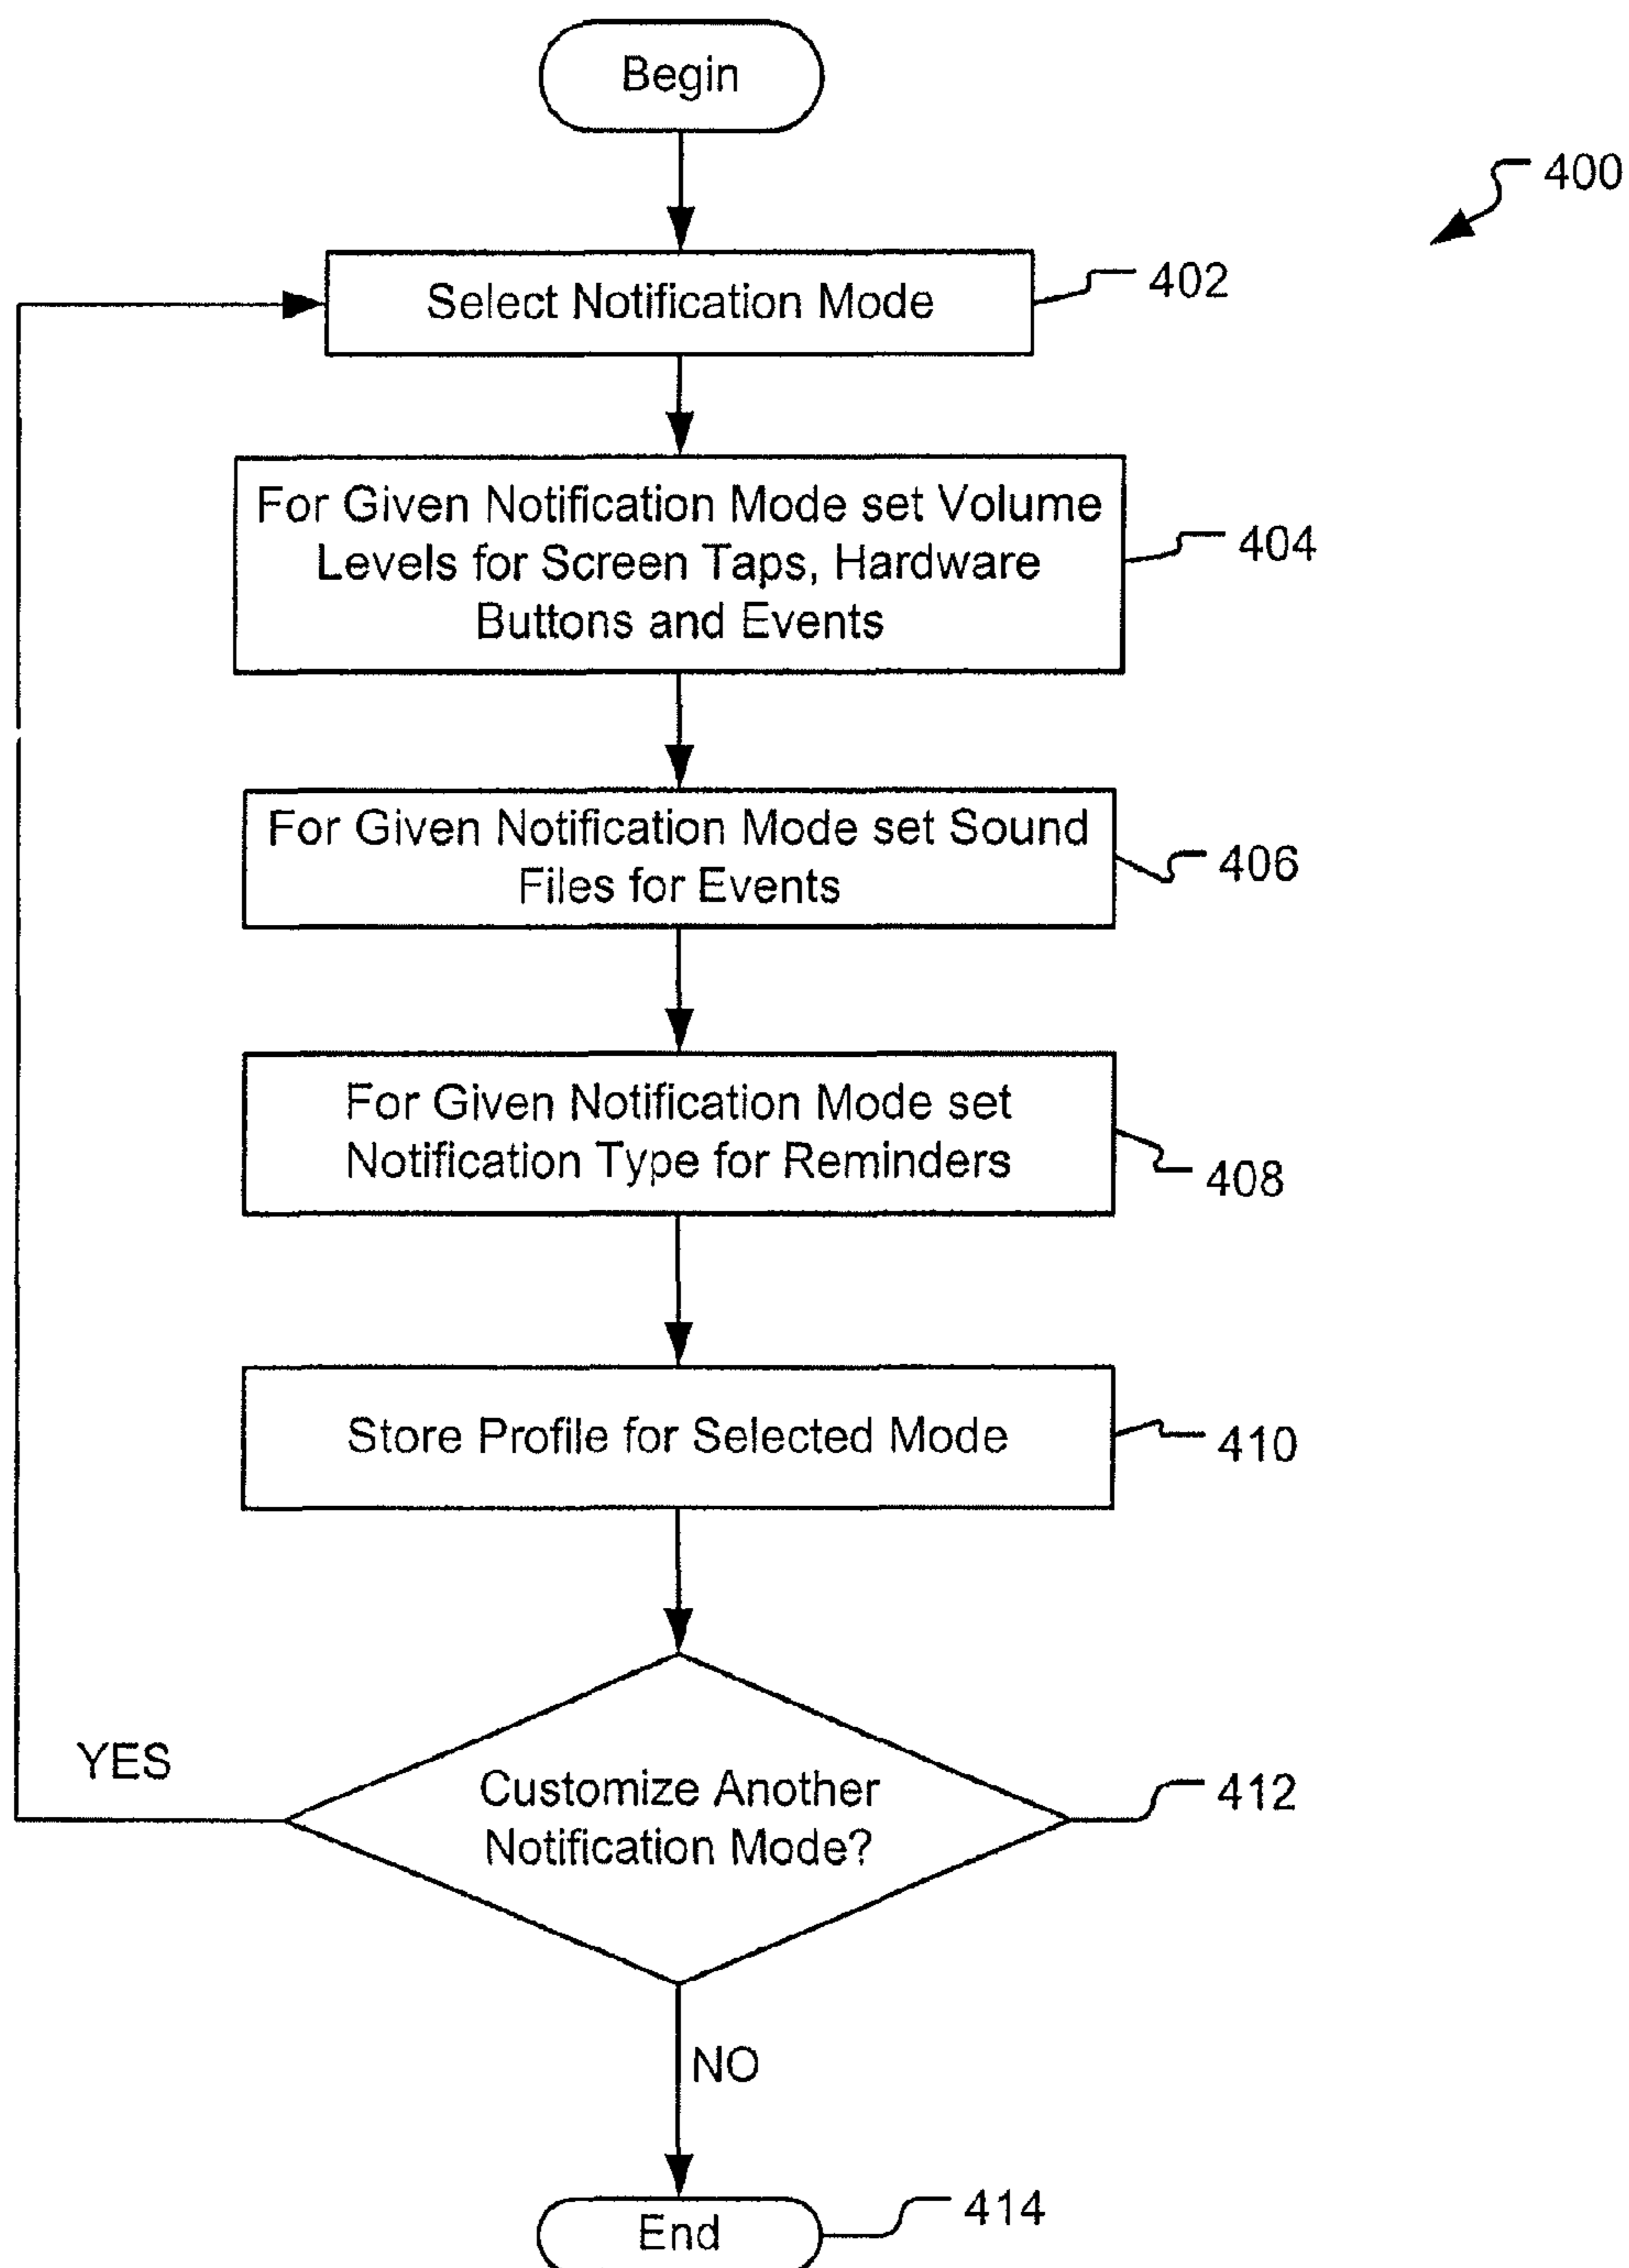 Begin
400
Select Notification Mode
402
For Given Notification Mode set Volume
Levels for Screen Taps, Hardware
Buttons and Events
404
For Given Notification Mode set Sound
Files for Events
406
For Given Notification Mode set
Notification Type for Reminders
408
Store Profile for Selected Mode
410
YES
Customize Another
Notification Mode?
412
NO
End
414